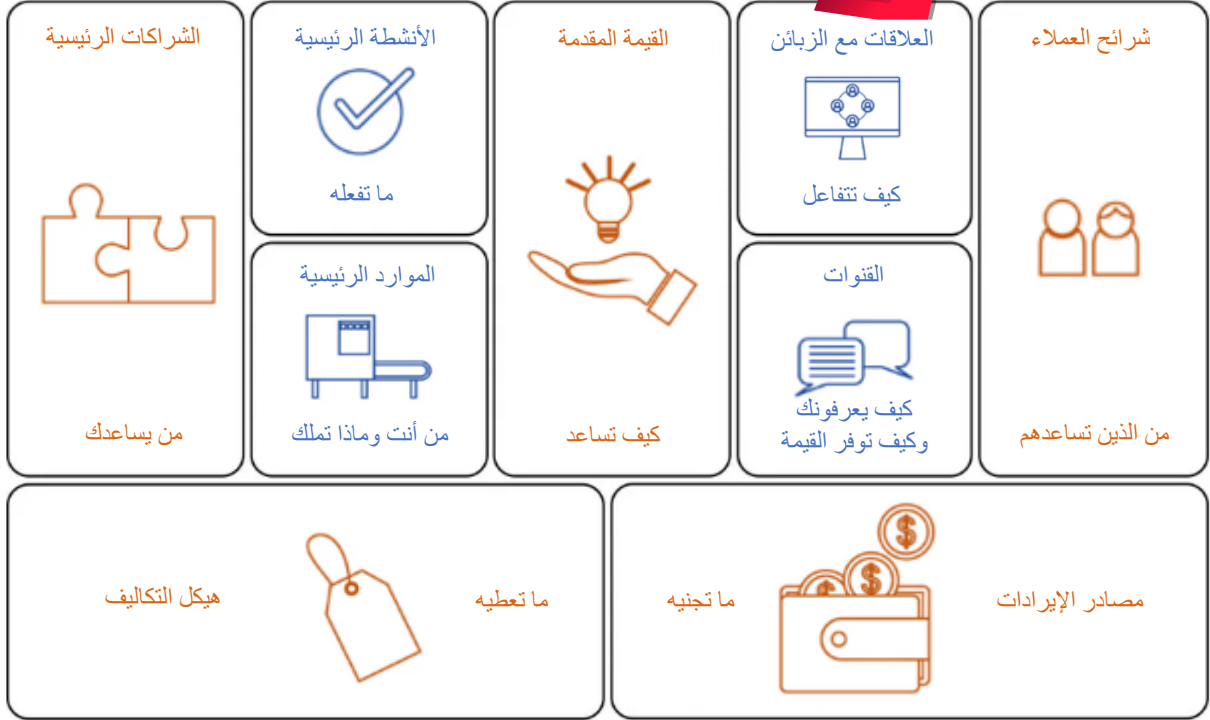 شرائح العملاء
من الذين تساعدهم
العلاقات مع الزبائن
كيف تتفاعل
القنوات
كيف يعرفونك
وكيف توفر القيمة
القيمة المقدمة
كيف تساعد
الأنشطة الرئيسية
ما تفعله
الموارد الرئيسية
من أنت وماذا تملك
الشراكات الرئيسية
من يساعدك
مصادر الإيرادات
ما تجنيه
ما تعطيه
هيكل التكاليف